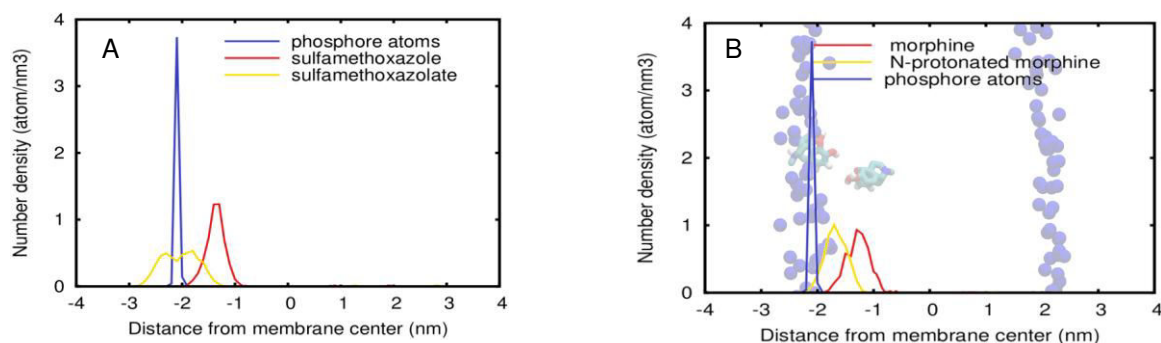 A
phosphore atoms
sulfamethoxazole
sulfamethoxazolate
Number density (atom/nm3)
4
3
2
1
0
-4 -3 -2 -1 0 1 2 3 4
Distance from membrane center (nm)
B
morphine
N-protonated morphine
phosphore atoms
Number density (atom/nm3)
4
3
2
1
0
-4 -3 -2 -1 0 1 2 3 4
Distance from membrane center (nm)